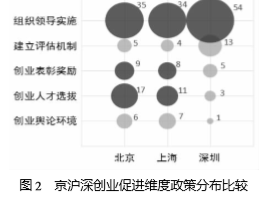 组织领导实施 35 34 54
建立评估机制 5 4 13
创业表彰奖励 9 8 5
创业人才选拔 17 11 3
创业舆论环境 6 7 1
北京 上海 深圳
图2 京沪深创业促进维度政策分布比较